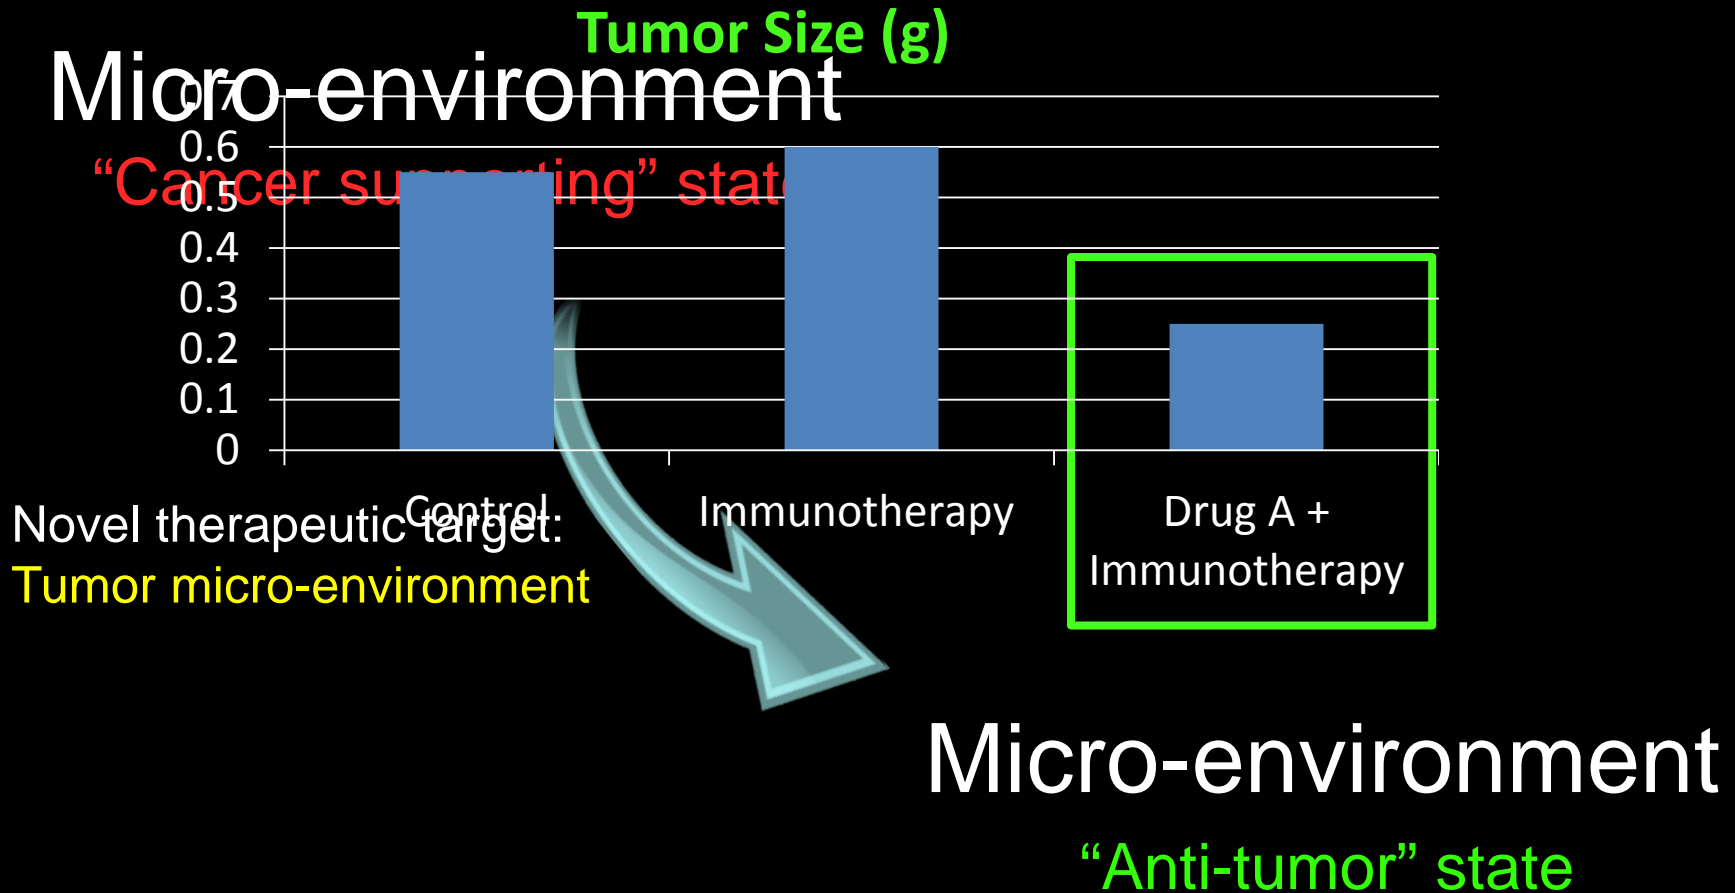 Tumor Size (g)
Micro-environment
“Cancer supporting” state
0.7
0.6
0.5
0.4
0.3
0.2
0.1
0
Control
Immunotherapy
Drug A +
Immunotherapy
Novel therapeutic target:
Tumor micro-environment
Micro-environment
“Anti-tumor” state